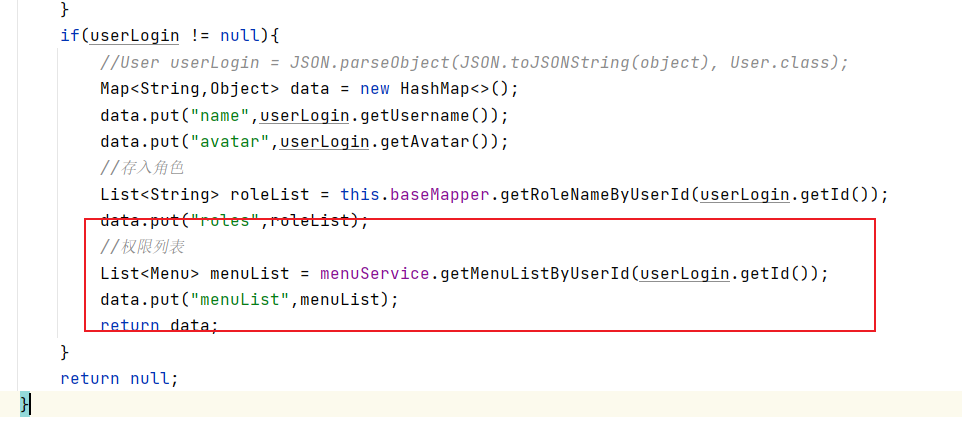 }
if(userLogin != null){
//User userLogin = JSON.parseObject(JSON.toJSONString(object), User.class);
Map<String,Object> data = new HashMap<>();
data.put("name",userLogin.getUsername());
data.put("avatar",userLogin.getAvatar());
//存入角色
List<String> roleList = this.baseMapper.getRoleNameByUserId(userLogin.getId());
data.put("roles",roleList);
//权限列表
List<Menu> menuList = menuService.getMenuListByUserId(userLogin.getId());
data.put("menuList",menuList);
return data;
}
return null;
}